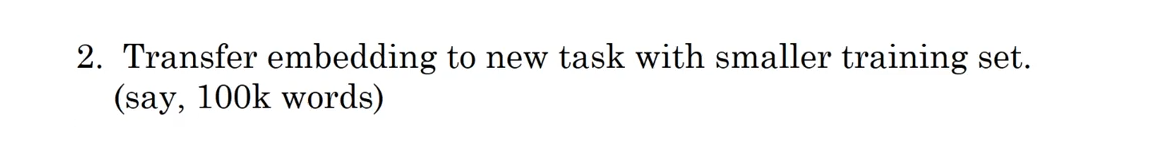 2. Transfer embedding to new task with smaller training set.
(say, 100k words)